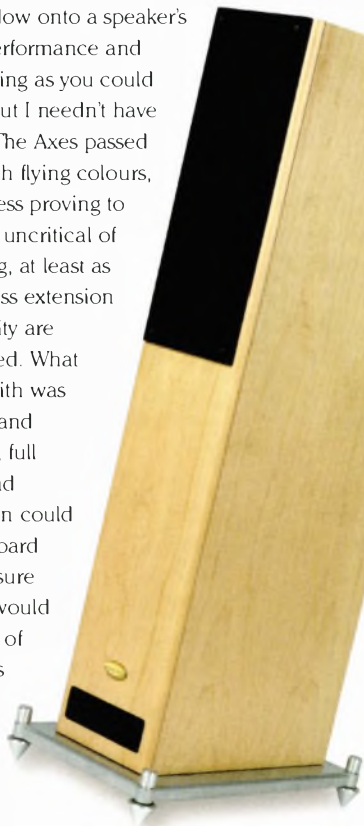 low onto a speaker's
erformance and
ing as you could
ut I needn't have
The Axes passed
h flying colours,
ess proving to
uncritical of
g, at least as
ss extension
ity are
ed. What
ith was
and
full
nd
n could
oard
sure
would
of
s